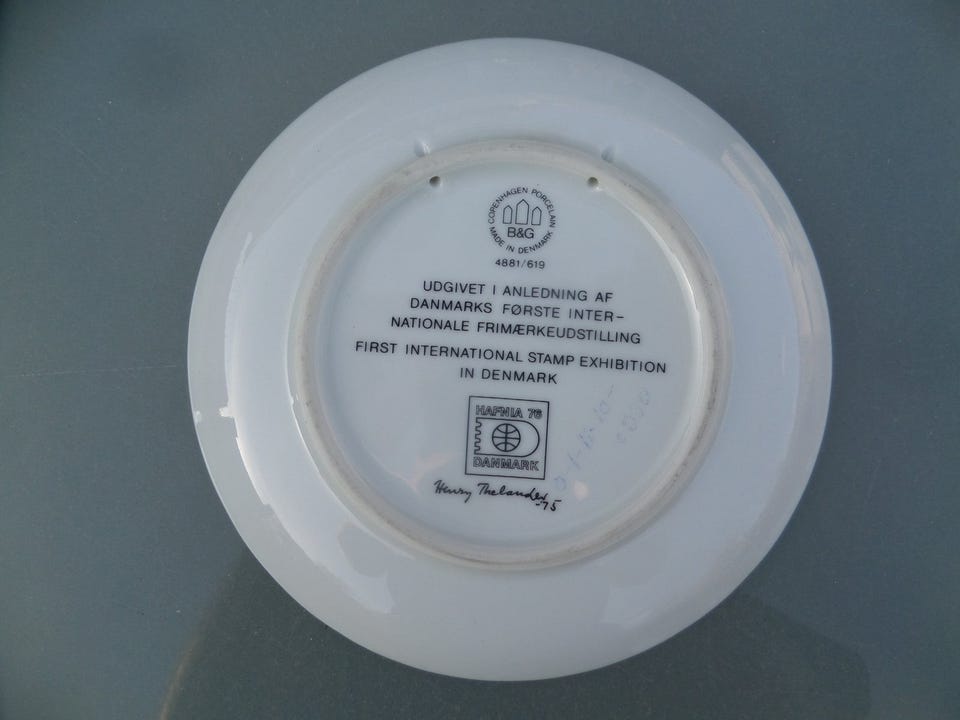 COPENHAGEN PORCELAIN
B&G
MADE IN DENMARK
4881/619
UDGIVET I ANLEDNING AF
DANMARKS FØRSTE INTER-
NATIONALE FRIMÆRKEUDSTILLING
FIRST INTERNATIONAL STAMP EXHIBITION
IN DENMARK
HAFNIA 76
DANMARK
Henry Thelander
-75